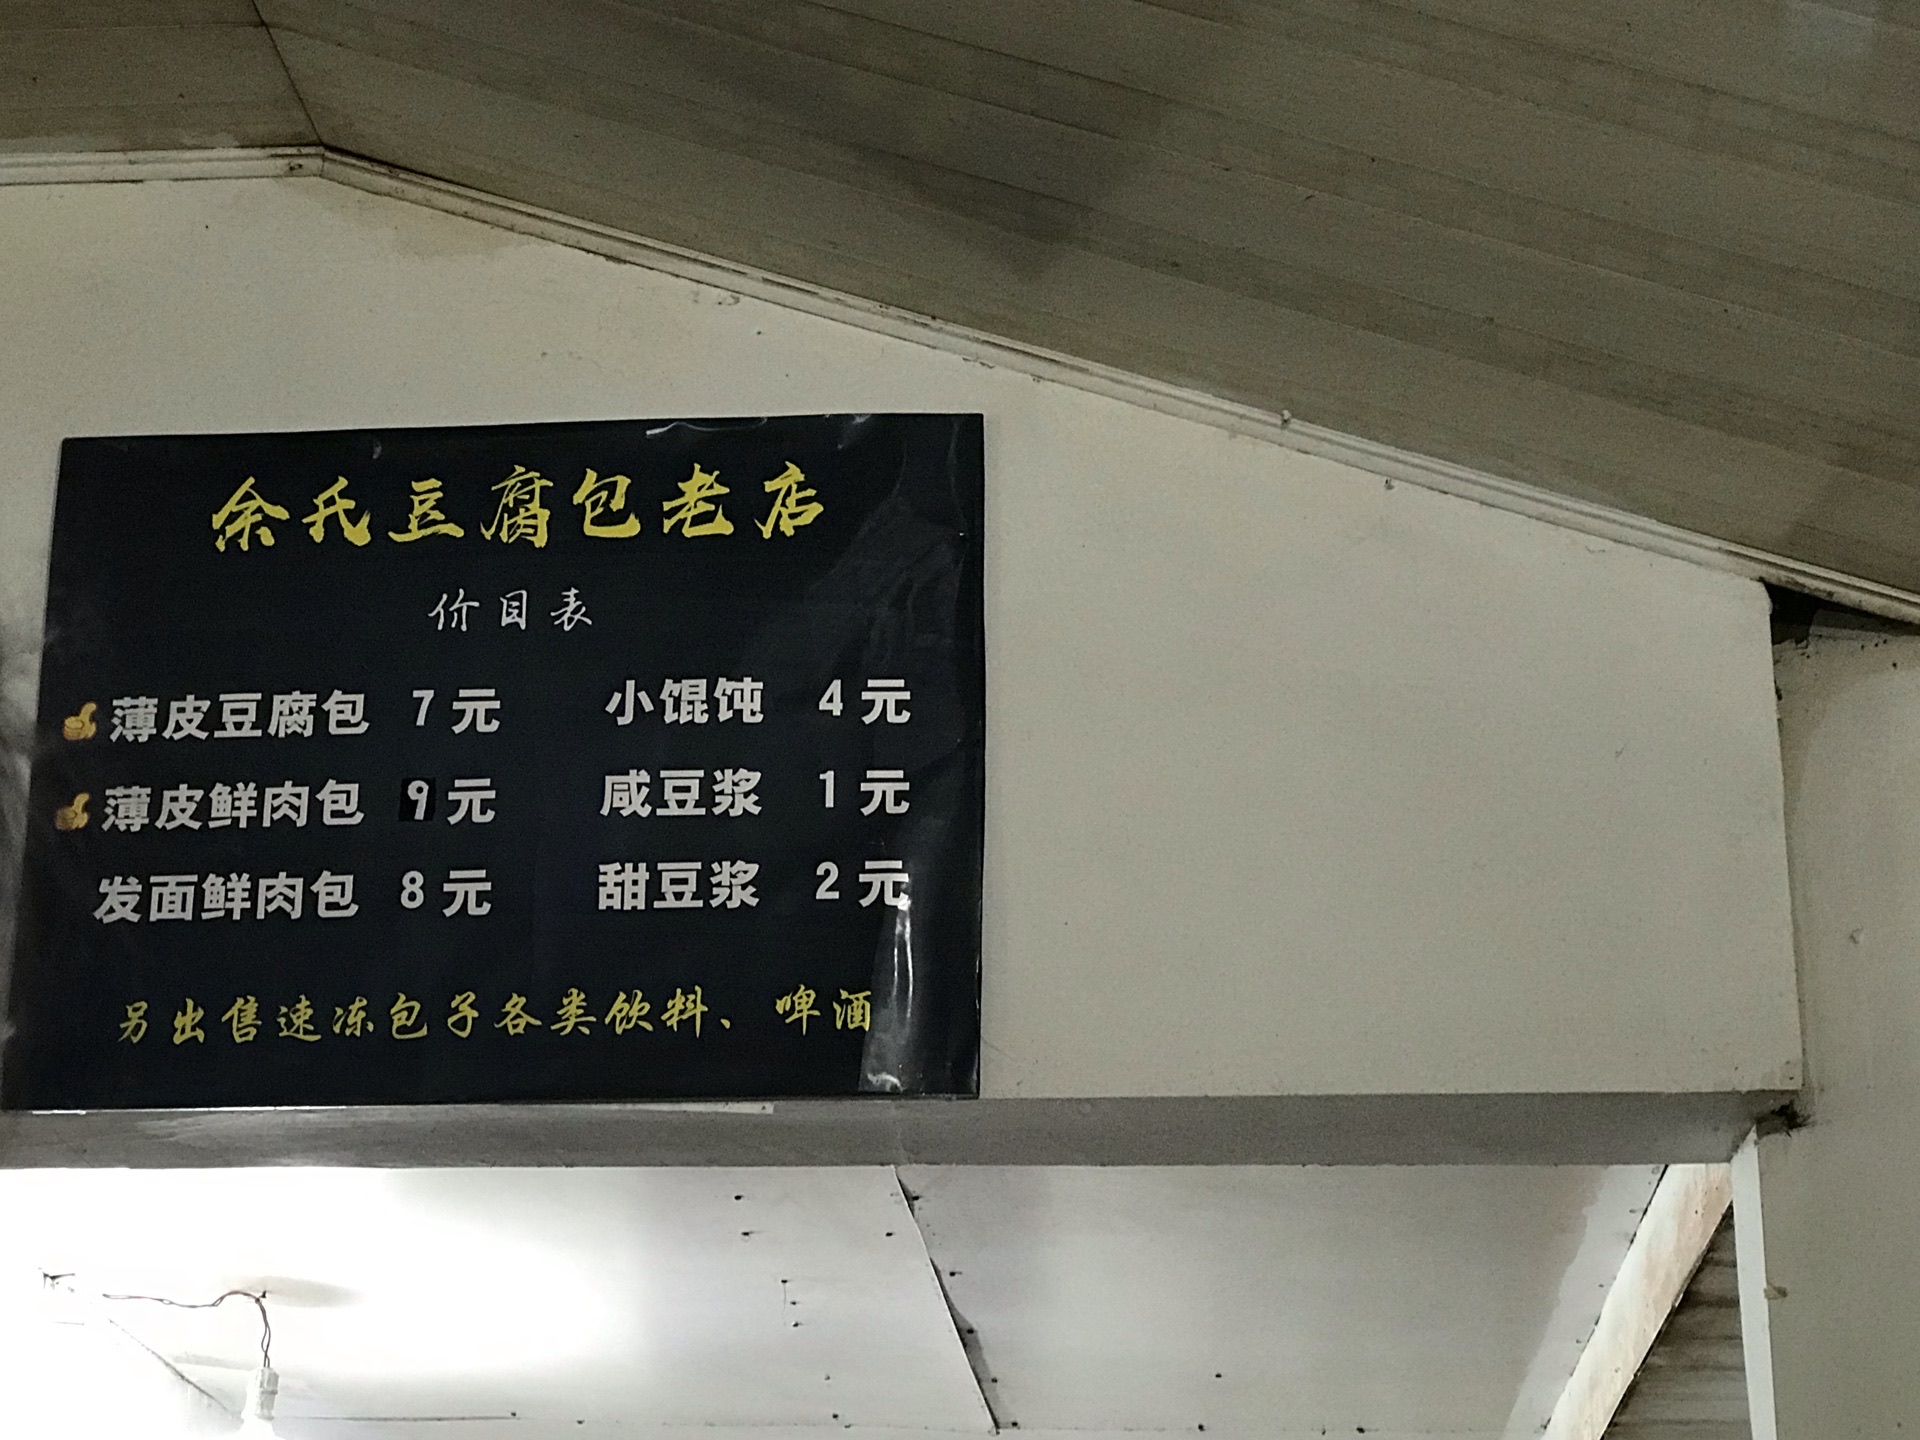 余氏豆腐包老店
价目表
薄皮豆腐包 7元 小馄饨 4元
薄皮鲜肉包 9元 咸豆浆 1元
发面鲜肉包 8元 甜豆浆 2元
另出售速冻包子各类饮料、啤酒